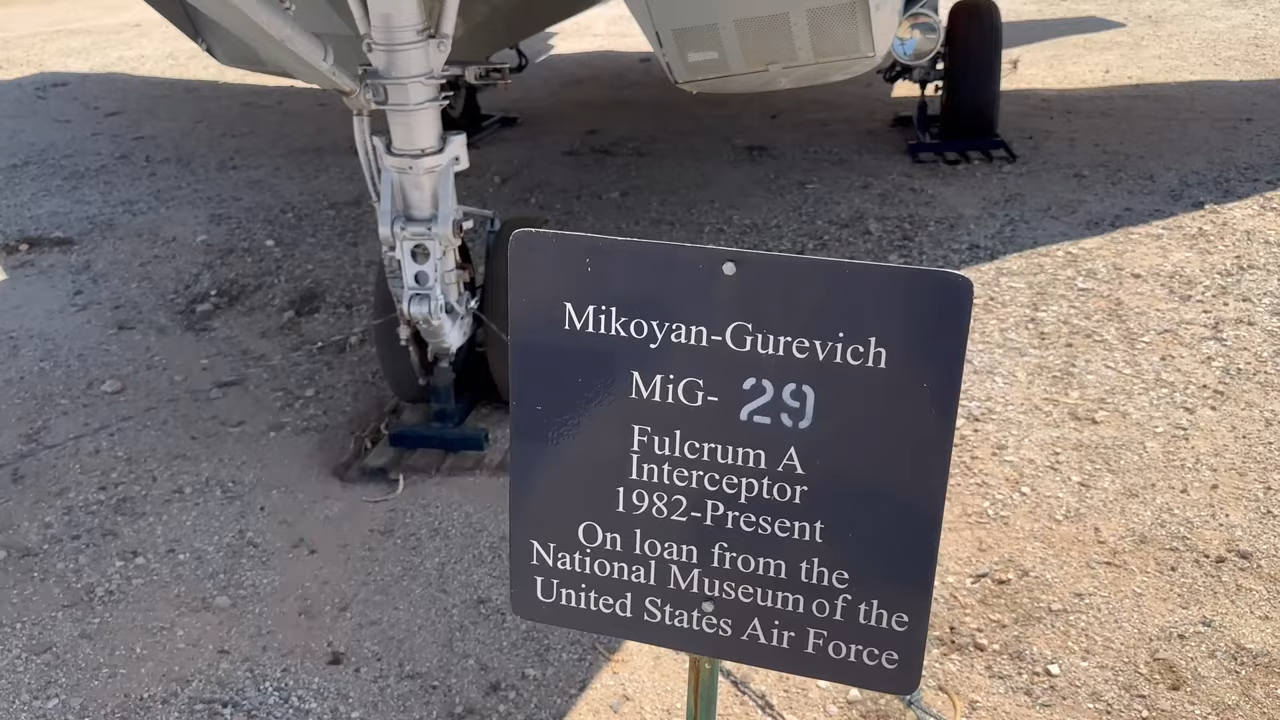 Mikoyan-Gurevich
MiG- 29
Fulcrum A
Interceptor
1982-Present
On loan from the
National Museum of the
United States Air Force